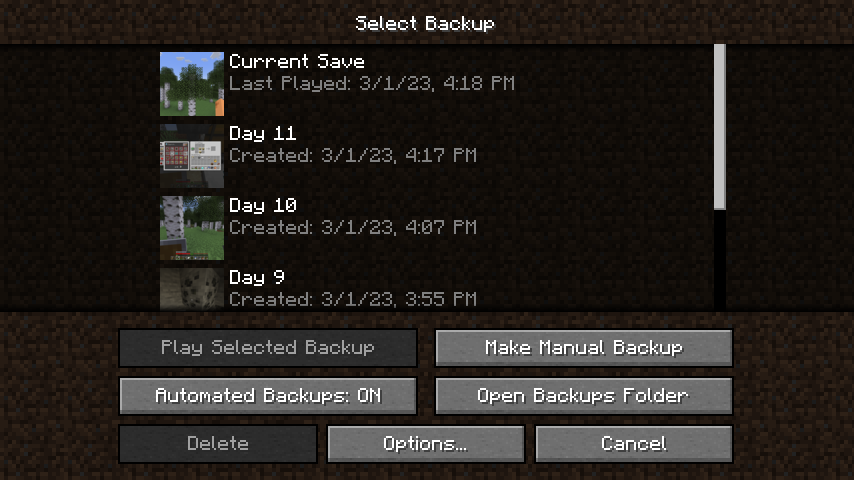 Select Backup
Current Save
Last Played: 3/1/23, 4:18 PM
Day 11
Created: 3/1/23, 4:17 PM
Day 10
Created: 3/1/23, 4:07 PM
Day 9
Created: 3/1/23, 3:55 PM
Play Selected Backup
Make Manual Backup
Automated Backups: ON
Open Backups Folder
Delete
Options...
Cancel